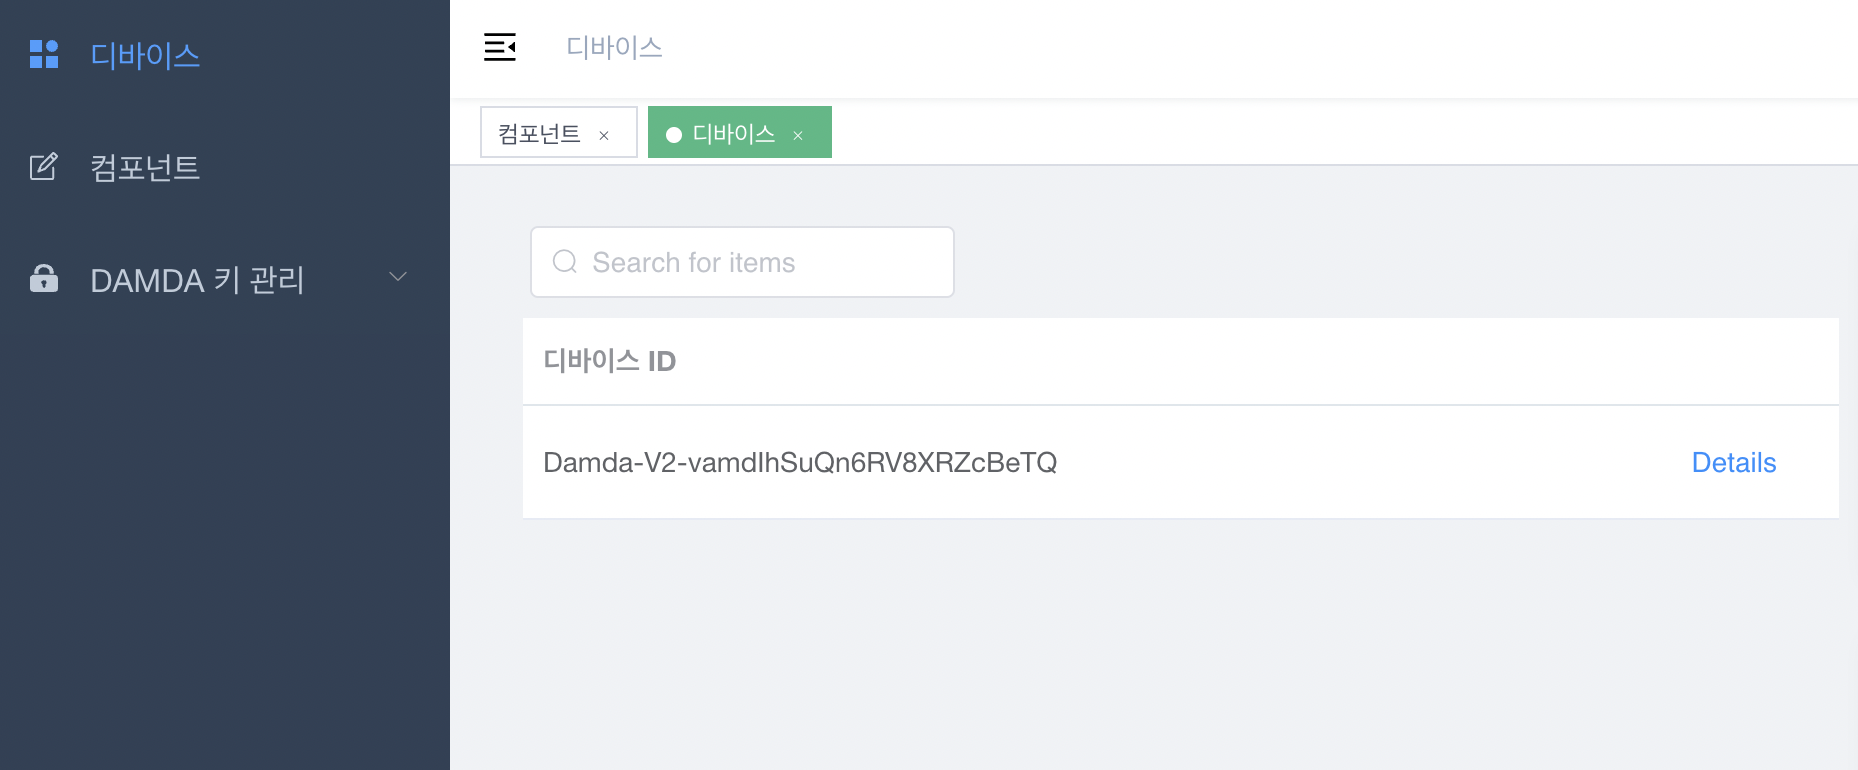 디바이스
컴포넌트
DAMDA 키 관리
디바이스
컴포넌트 ×
디바이스 ×
Search for items
디바이스 ID
Damda-V2-vamdIhSuQn6RV8XRZcBeTQ Details